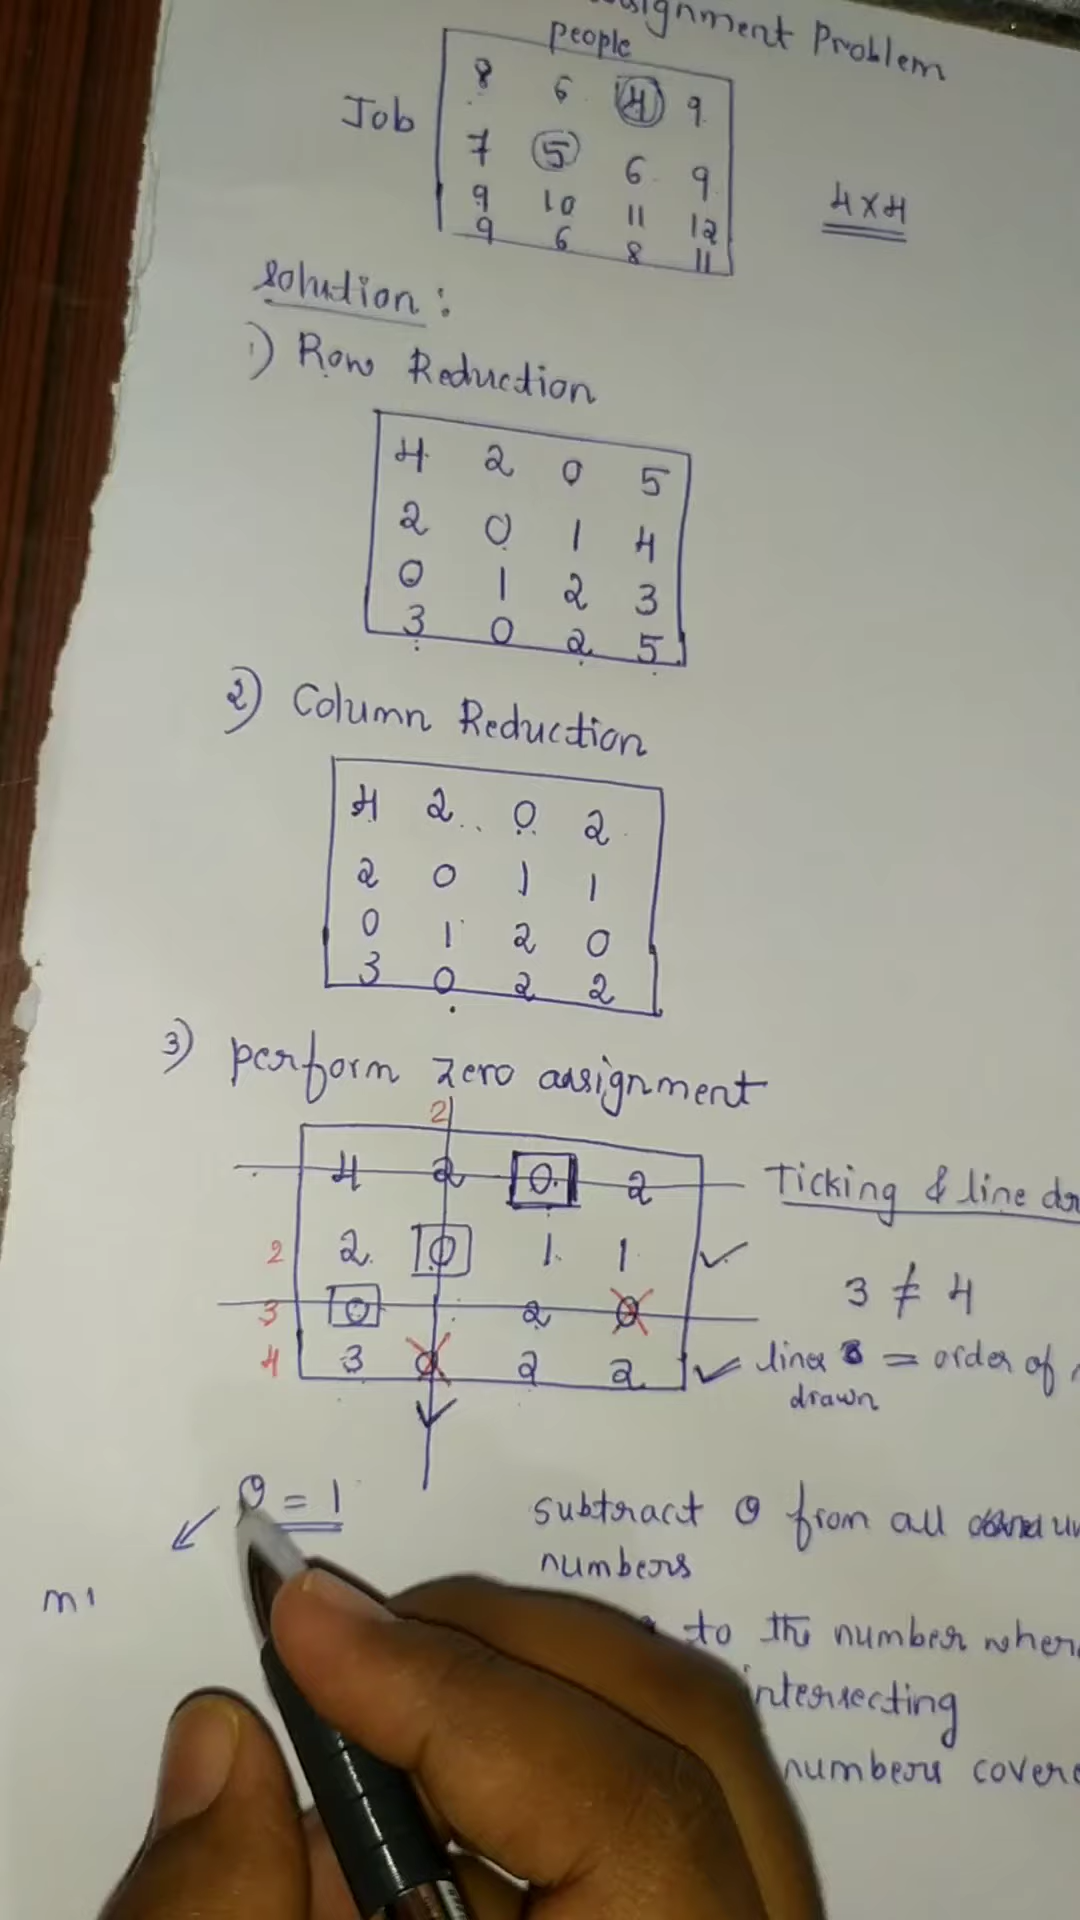 Assignment Problem
people
Job
8 6 4 9
7 5 6 9
9 10 11 12
9 6 8 11
4x4
Solution :
1) Row Reduction
4 2 0 5
2 0 1 4
0 1 2 3
3 0 2 5
2) Column Reduction
4 2 0 2
2 0 1 1
0 1 2 0
3 0 2 2
3) perform zero assignment
2
4 2 0 2
Ticking & line
2 2 0 1 1 ✓
3 ≠ 4
3 0 2 0
4 3 0 2 2 ✓
lines = order of
drawn
θ = 1
subtract θ from all
numbers
to the number where
intersecting
numbers